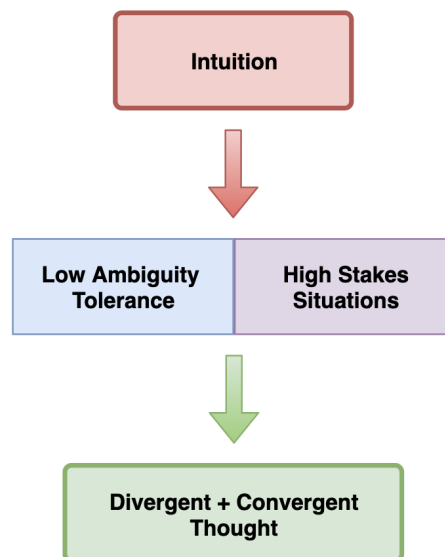 Intuition
Low Ambiguity
Tolerance
High Stakes
Situations
Divergent + Convergent
Thought